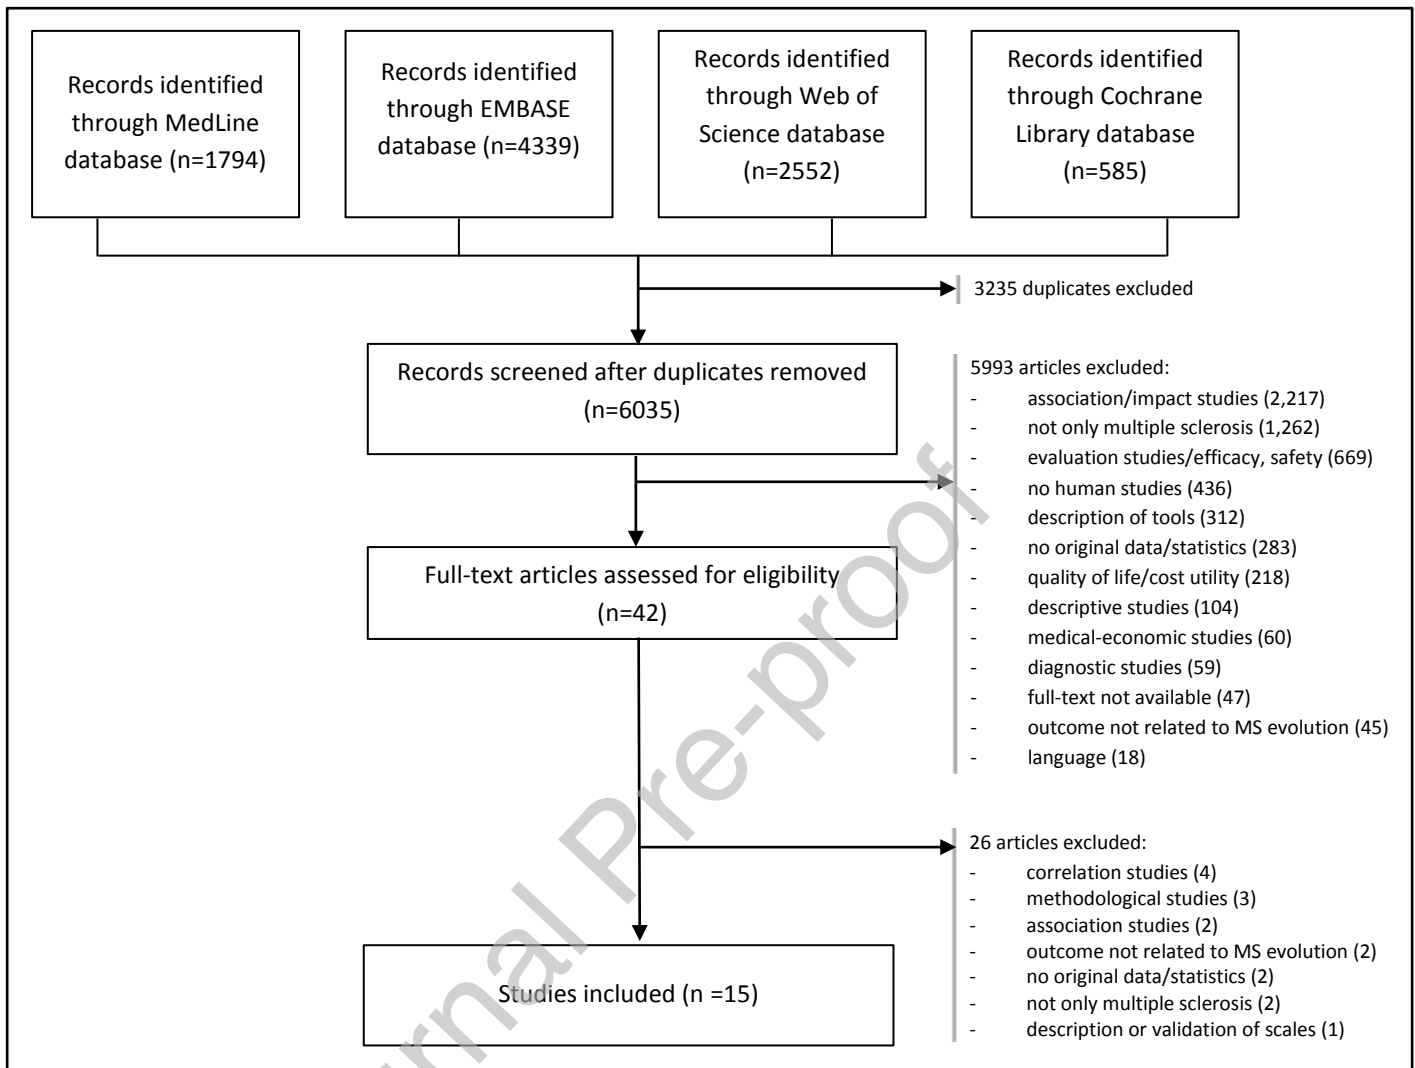 Records identified
through MedLine
database (n=1794)
Records identified
through EMBASE
database (n=4339)
Records identified
through Web of
Science database
(n=2552)
Records identified
through Cochrane
Library database
(n=585)
3235 duplicates excluded
Records screened after duplicates removed
(n=6035)
5993 articles excluded:
- association/impact studies (2,217)
- not only multiple sclerosis (1,262)
- evaluation studies/efficacy, safety (669)
- no human studies (436)
- description of tools (312)
- no original data/statistics (283)
- quality of life/cost utility (218)
- descriptive studies (104)
- medical-economic studies (60)
- diagnostic studies (59)
- full-text not available (47)
- outcome not related to MS evolution (45)
- language (18)
Full-text articles assessed for eligibility
(n=42)
26 articles excluded:
- correlation studies (4)
- methodological studies (3)
- association studies (2)
- outcome not related to MS evolution (2)
- no original data/statistics (2)
- not only multiple sclerosis (2)
- description or validation of scales (1)
Studies included (n =15)
rnal Pre-proof